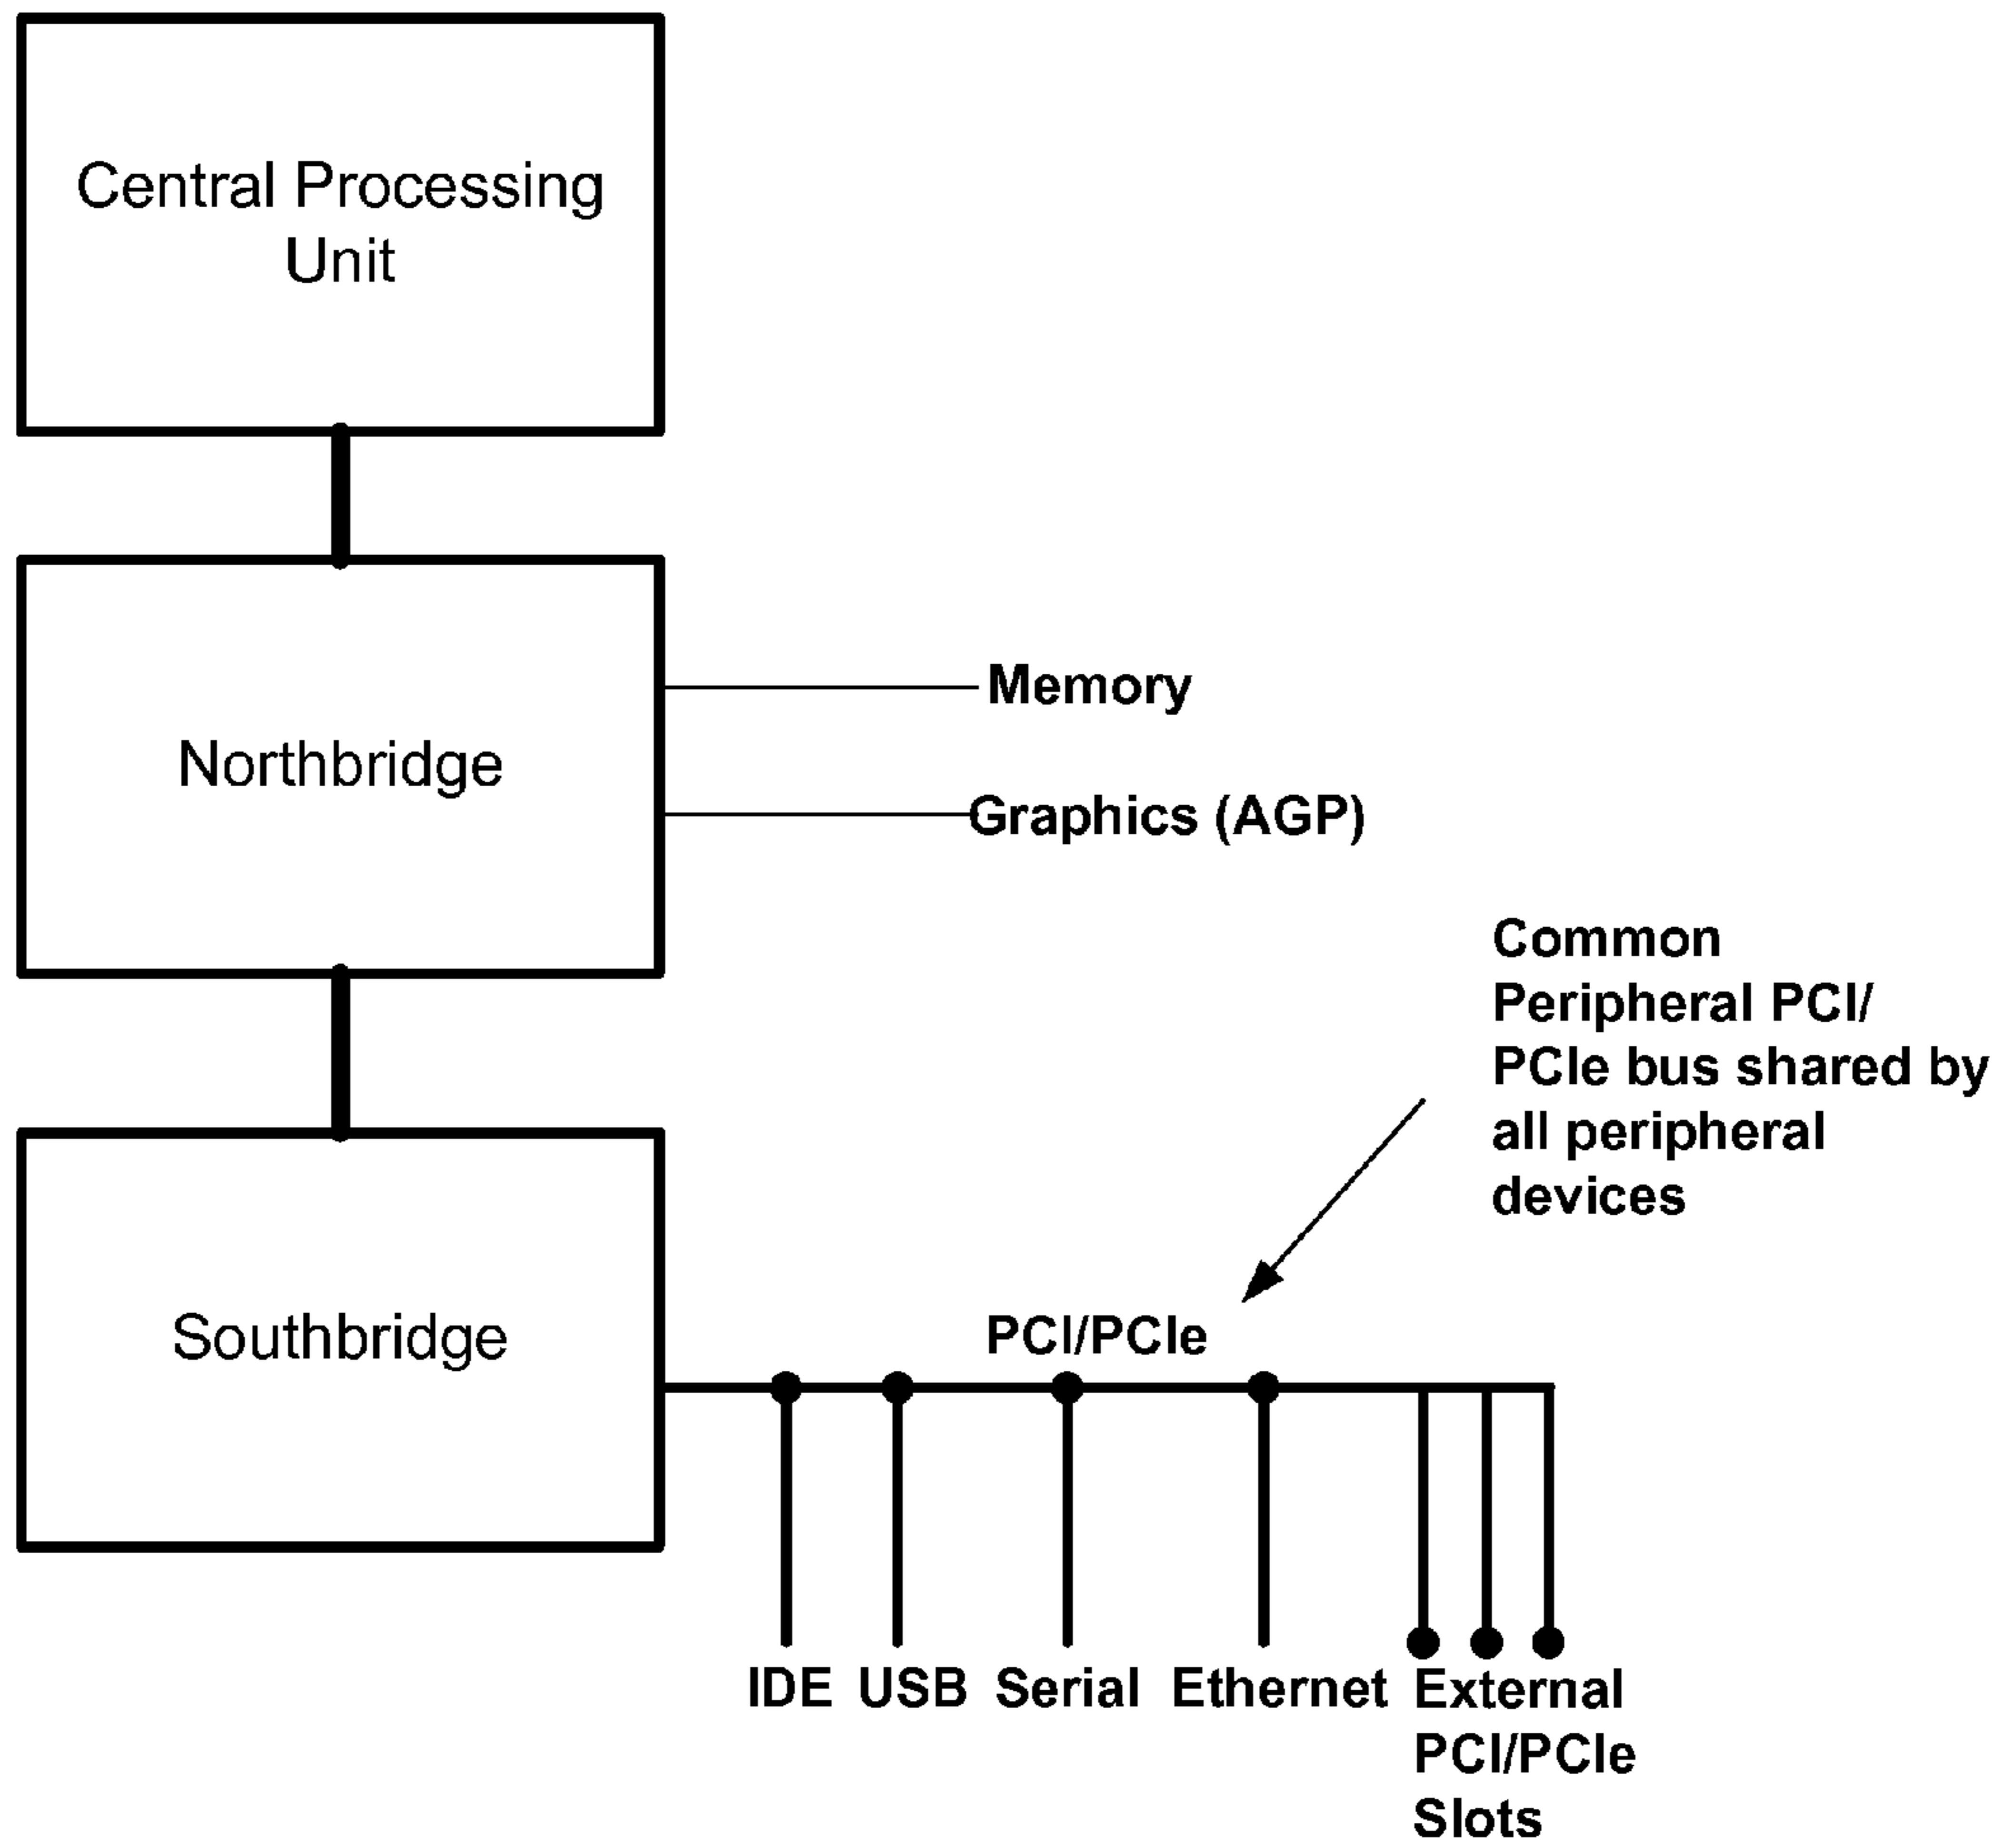 Central Processing
Unit
Northbridge
Memory
Graphics (AGP)
Common
Peripheral PCI/
PCIe bus shared by
all peripheral
devices
Southbridge
PCI/PCIe
IDE USB Serial Ethernet External
PCI/PCIe
Slots